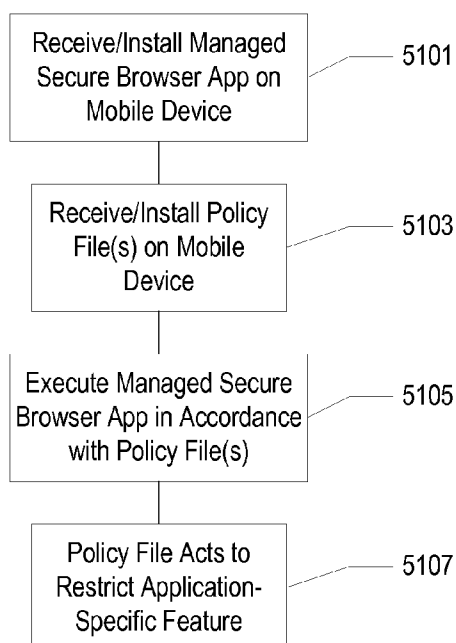 Receive/Install Managed
Secure Browser App on
Mobile Device
5101
Receive/Install Policy
File(s) on Mobile
Device
5103
Execute Managed Secure
Browser App in Accordance
with Policy File(s)
5105
Policy File Acts to
Restrict Application-
Specific Feature
5107